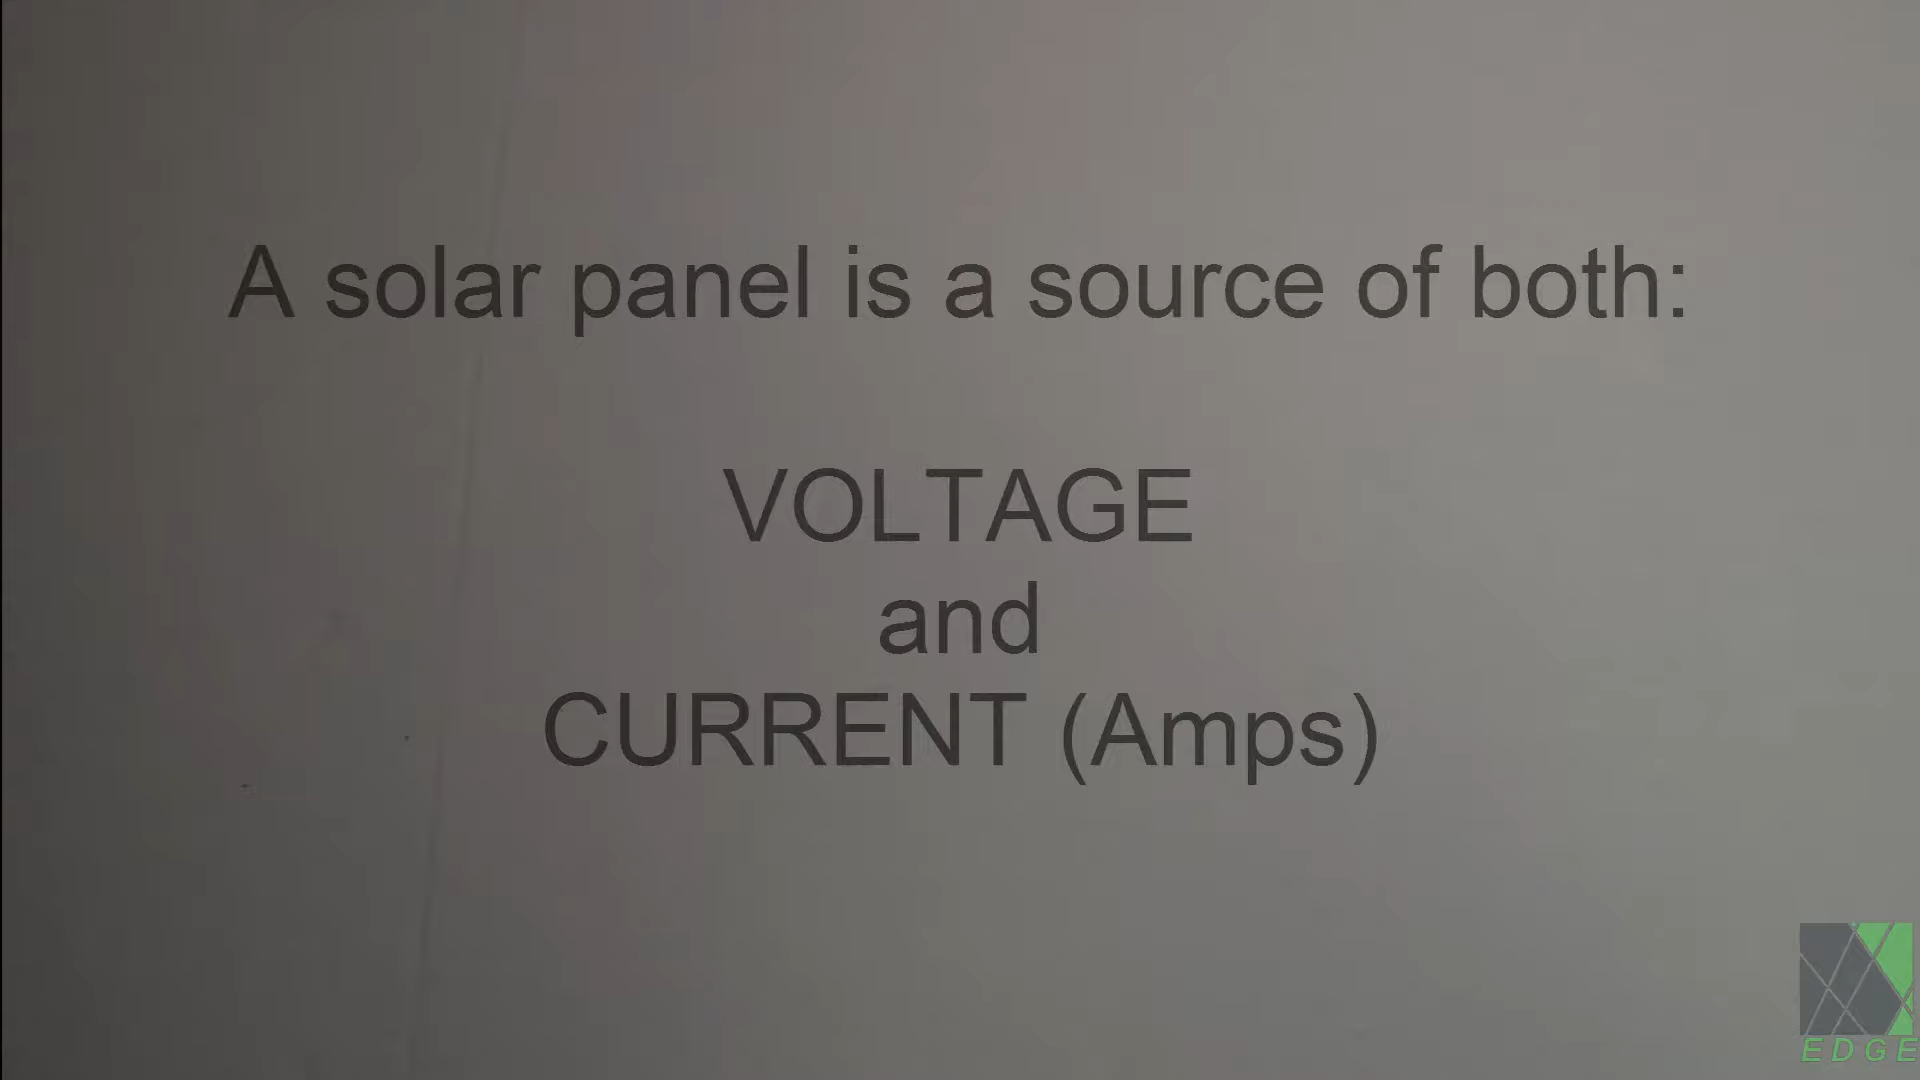 A solar panel is a source of both:
VOLTAGE
and
CURRENT (Amps)
EDGE